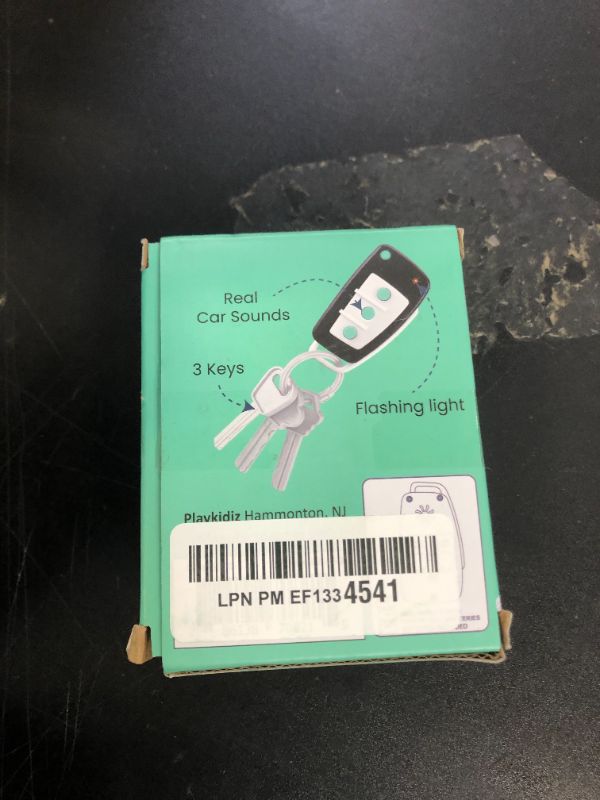 Real
Car Sounds
3 Keys
Flashing light
Playkidiz Hammonton, NJ
LPN PM EF1334541